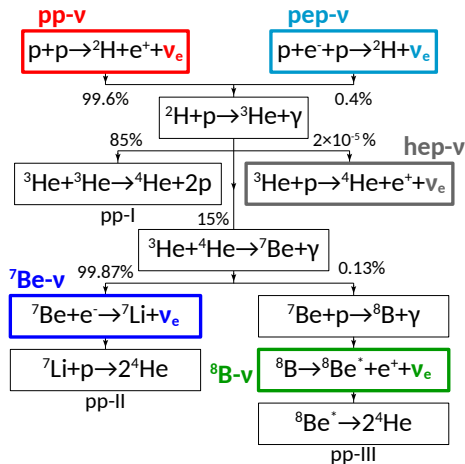 pp-ν pep-ν
p+p→²H+e⁺+νₑ p+e⁻+p→²H+νₑ
99.6% 0.4%
²H+p→³He+γ
85% 2×10⁻⁵ %
hep-ν
³He+³He→⁴He+2p ³He+p→⁴He+e⁺+νₑ
pp-I
15%
³He+⁴He→⁷Be+γ
⁷Be-ν 99.87% 0.13%
⁷Be+e⁻→⁷Li+νₑ ⁷Be+p→⁸B+γ
⁷Li+p→2⁴He ⁸B-ν ⁸B→⁸Be*+e⁺+νₑ
pp-II
⁸Be*→2⁴He
pp-III